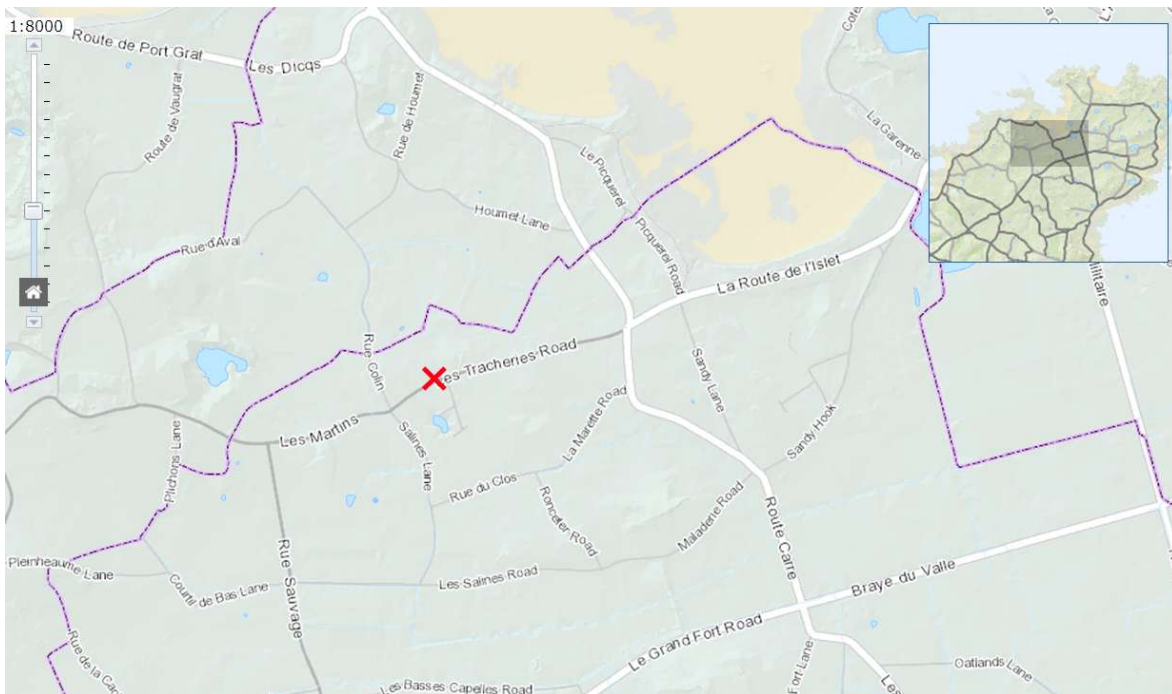 1:8000
Route de Port Grat
Les Dicqs
Route de Vaugrat
Rue de Houmet
Le Picquerel
La Garenne
Houmet Lane
Picquerel Road
Rue d'Aval
La Route de l'Islet
Militaire
Rue Colin
Tracheries Road
Sandy Lane
Les Martins
La Marette Road
Sandy Hook
Salines Lane
Plichons Lane
Rue du Clos
Ronceter Road
Maladerie Road
Route Carre
Pleinheaume Lane
Courtil de Bas Lane
Rue Sauvage
Les Salines Road
Braye du Valle
Le Grand Fort Road
Rue de la
Fort Lane
Oatlands Lane
Les Basses Capelles Road
Les